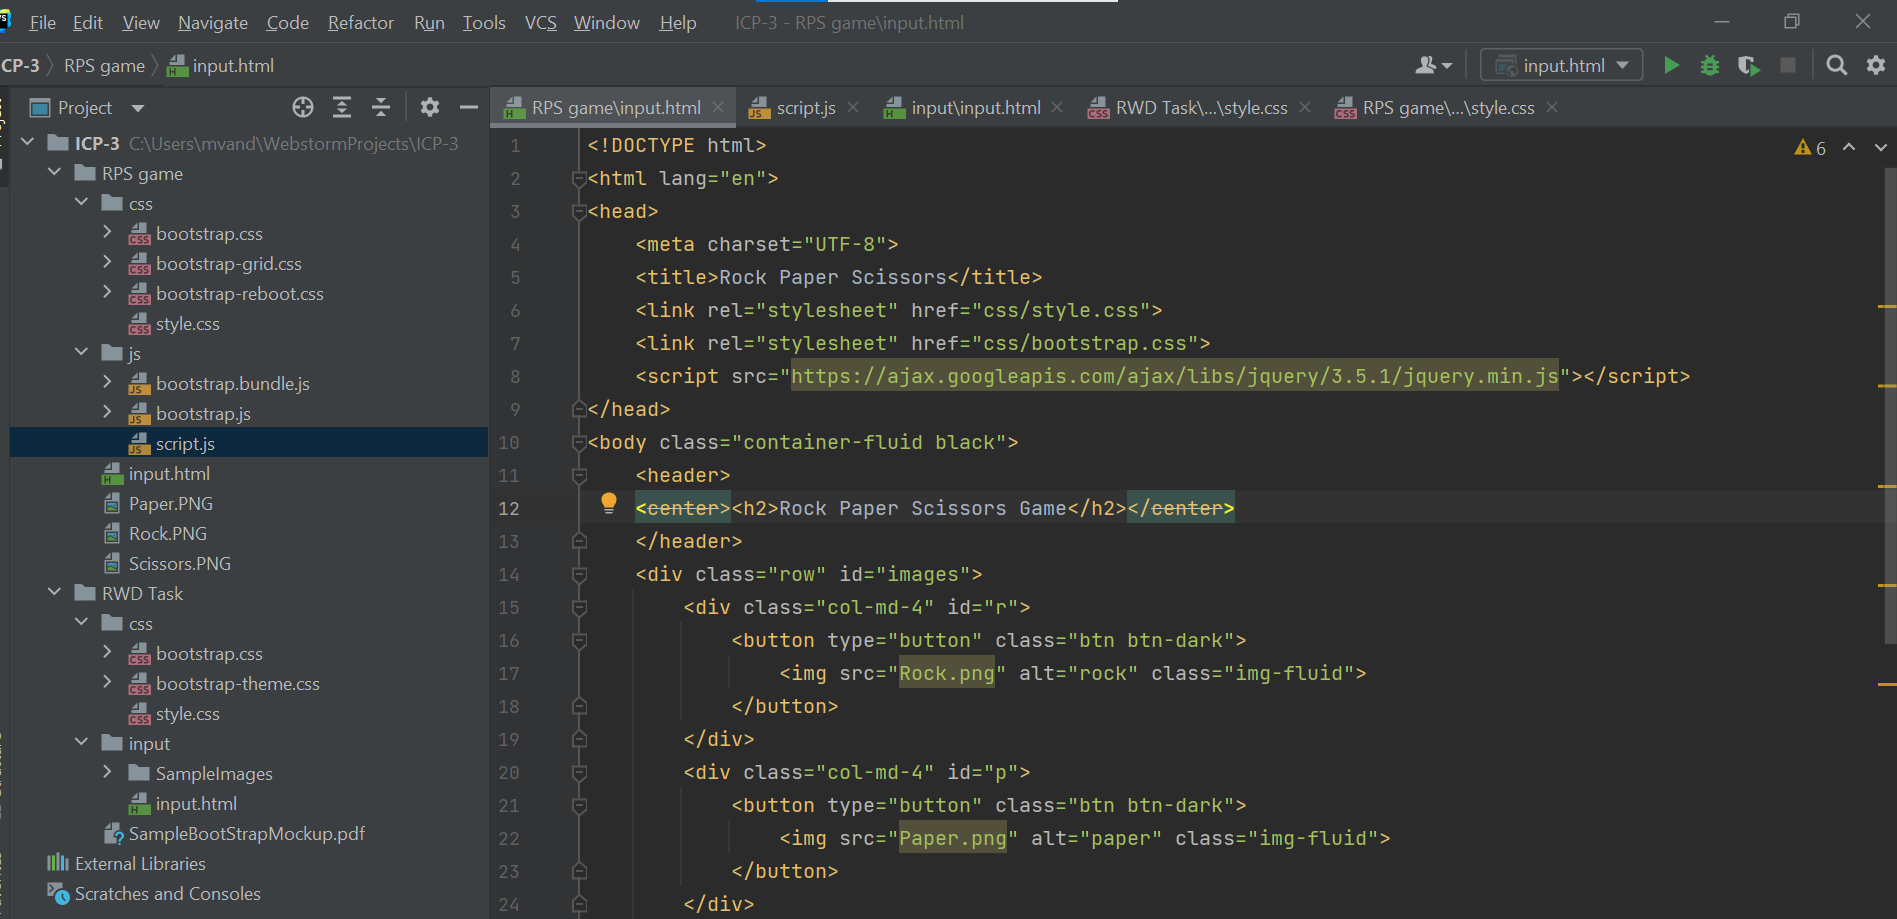 File Edit View Navigate Code Refactor Run Tools VCS Window Help ICP-3 - RPS game\input.html
CP-3 RPS game input.html input.html
Project
RPS game\input.html script.js input\input.html RWD Task\...\style.css RPS game\...\style.css
ICP-3 C:\Users\mvand\WebstormProjects\ICP-3
RPS game
css
bootstrap.css
bootstrap-grid.css
bootstrap-reboot.css
style.css
js
bootstrap.bundle.js
bootstrap.js
script.js
input.html
Paper.PNG
Rock.PNG
Scissors.PNG
RWD Task
css
bootstrap.css
bootstrap-theme.css
style.css
input
SampleImages
input.html
SampleBootStrapMockup.pdf
External Libraries
Scratches and Consoles
6
1 <!DOCTYPE html>
2 <html lang="en">
3 <head>
4 <meta charset="UTF-8">
5 <title>Rock Paper Scissors</title>
6 <link rel="stylesheet" href="css/style.css">
7 <link rel="stylesheet" href="css/bootstrap.css">
8 <script src="https://ajax.googleapis.com/ajax/libs/jquery/3.5.1/jquery.min.js"></script>
9 </head>
10 <body class="container-fluid black">
11 <header>
12 <center><h2>Rock Paper Scissors Game</h2></center>
13 </header>
14 <div class="row" id="images">
15 <div class="col-md-4" id="r">
16 <button type="button" class="btn btn-dark">
17 <img src="Rock.png" alt="rock" class="img-fluid">
18 </button>
19 </div>
20 <div class="col-md-4" id="p">
21 <button type="button" class="btn btn-dark">
22 <img src="Paper.png" alt="paper" class="img-fluid">
23 </button>
24 </div>